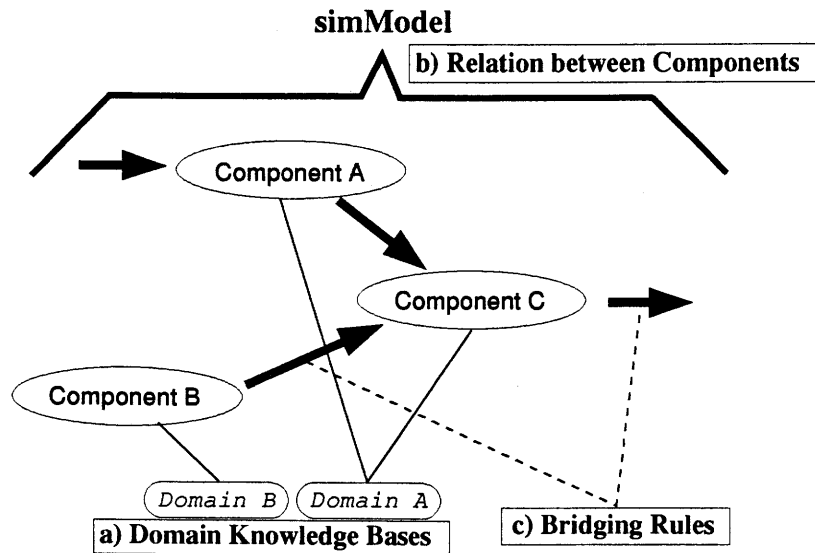 simModel
b) Relation between Components
Component A
Component C
Component B
Domain B
Domain A
a) Domain Knowledge Bases
c) Bridging Rules